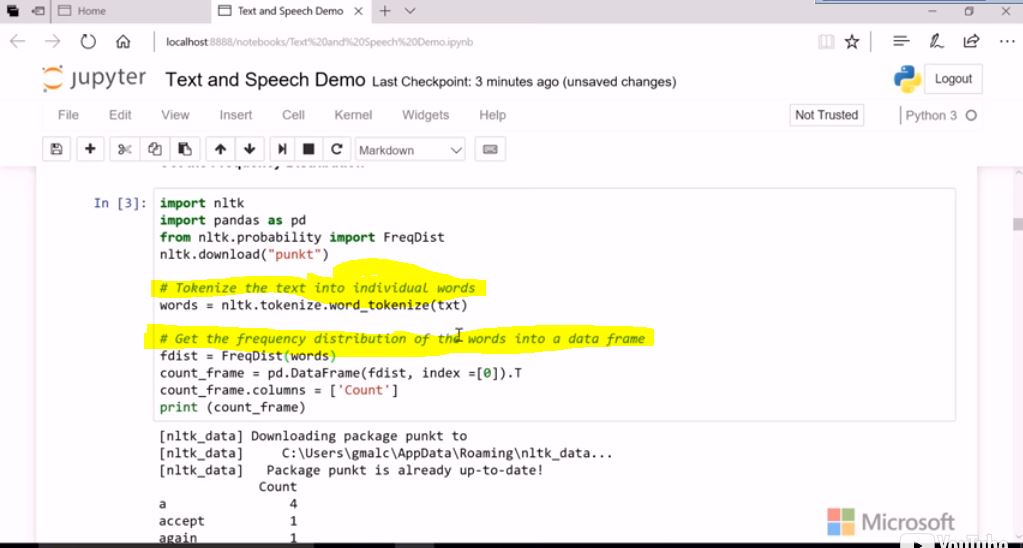 Home
Text and Speech Demo
localhost:8888/notebooks/Text%20and%20Speech%20Demo.ipynb
jupyter Text and Speech Demo Last Checkpoint: 3 minutes ago (unsaved changes)
Logout
File Edit View Insert Cell Kernel Widgets Help
Not Trusted
Python 3
Markdown
In [3]:
import nltk
import pandas as pd
from nltk.probability import FreqDist
nltk.download("punkt")
# Tokenize the text into individual words
words = nltk.tokenize.word_tokenize(txt)
# Get the frequency distribution of the words into a data frame
fdist = FreqDist(words)
count_frame = pd.DataFrame(fdist, index =[0]).T
count_frame.columns = ['Count']
print (count_frame)
[nltk_data] Downloading package punkt to
[nltk_data]     C:\Users\gmalc\AppData\Roaming\nltk_data...
[nltk_data]   Package punkt is already up-to-date!
Count
a 4
accept 1
again 1
Microsoft
YouTube